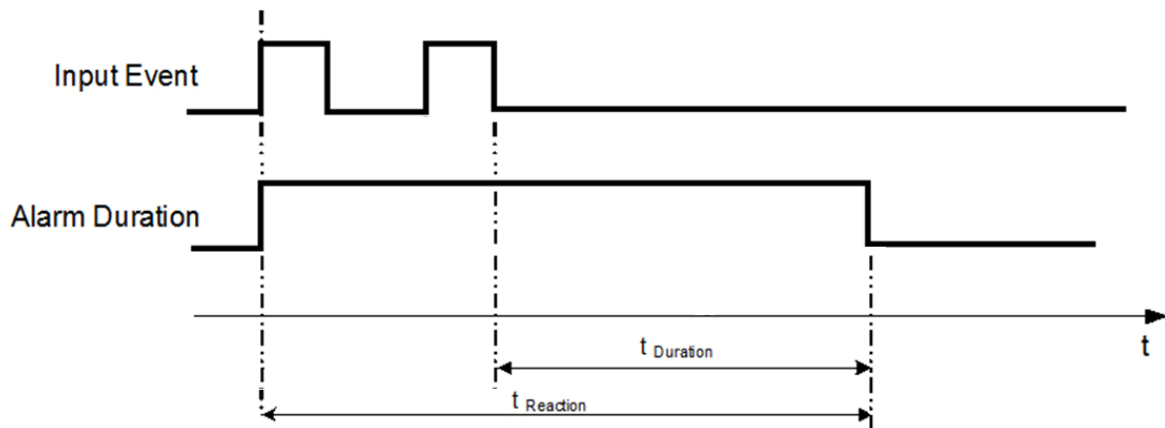 Input Event
Alarm Duration
t
t Duration
t Reaction